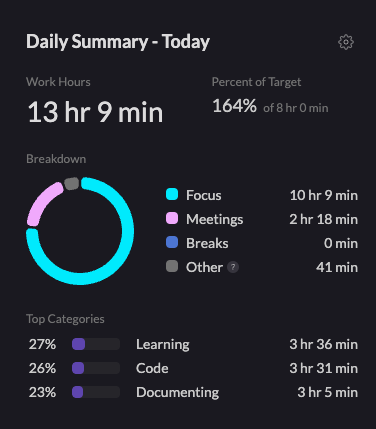 Daily Summary - Today
Work Hours
13 hr 9 min
Percent of Target
164% of 8 hr 0 min
Breakdown
Focus 10 hr 9 min
Meetings 2 hr 18 min
Breaks 0 min
Other ? 41 min
Top Categories
27% Learning 3 hr 36 min
26% Code 3 hr 31 min
23% Documenting 3 hr 5 min